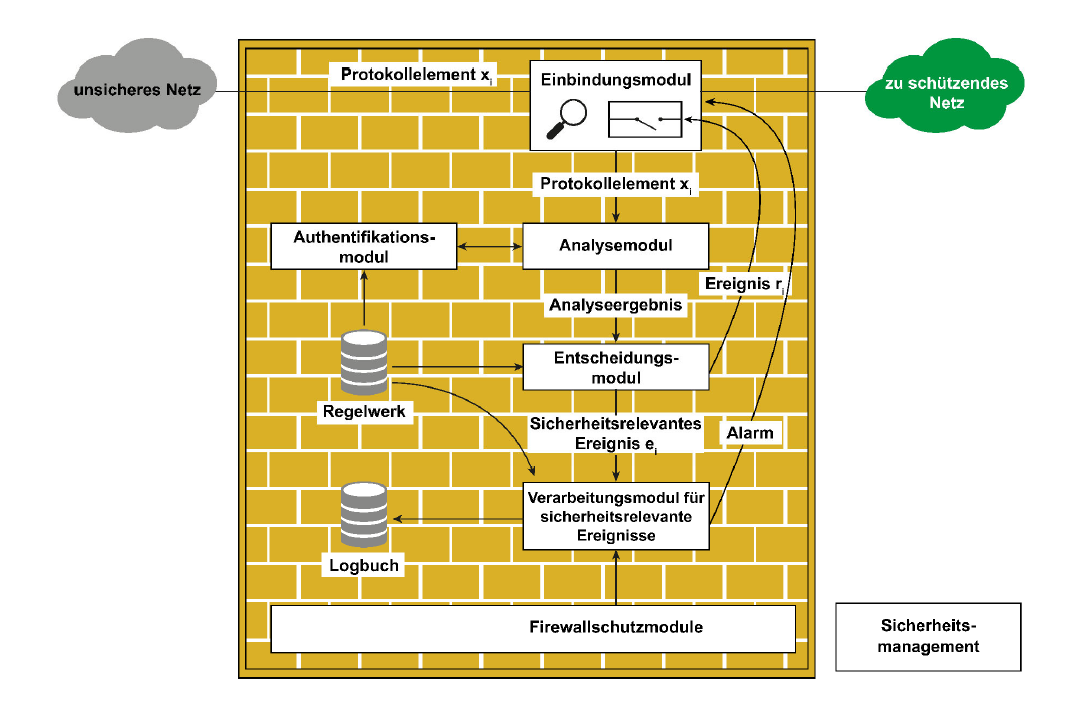 unsicheres Netz
Protokollelement xᵢ
Einbindungsmodul
zu schützendes
Netz
Protokollelement xᵢ
Authentifikations-
modul
Analysemodul
Ereignis rᵢ
Analyseergebnis
Entscheidungs-
modul
Regelwerk
Sicherheitsrelevantes
Ereignis eᵢ
Alarm
Verarbeitungsmodul für
sicherheitsrelevante
Ereignisse
Logbuch
Firewallschutzmodule
Sicherheits-
management